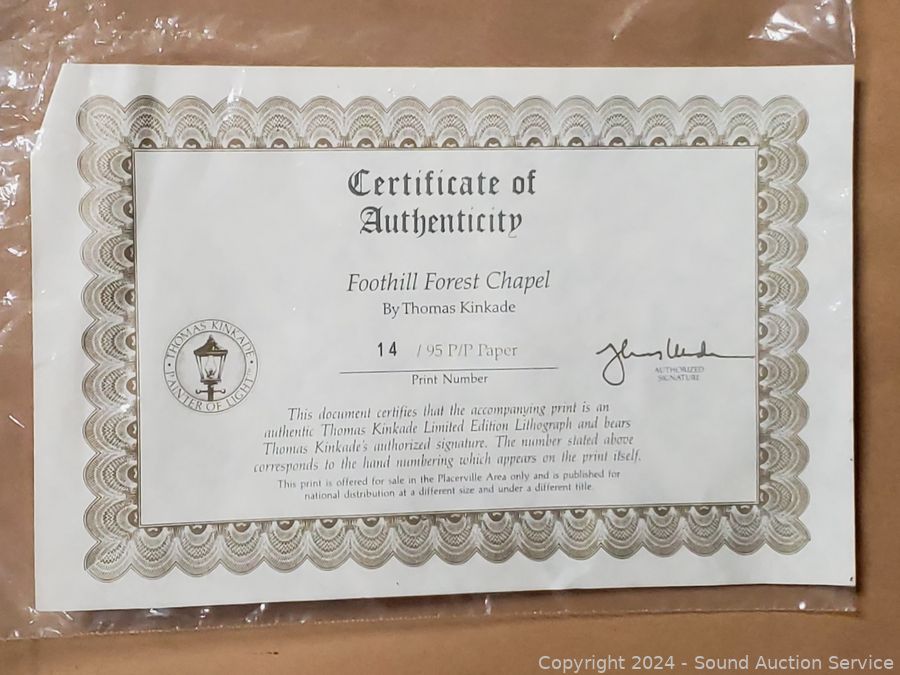 Certificate of
Authenticity
Foothill Forest Chapel
By Thomas Kinkade
14 / 95 P/P Paper
Print Number
THOMAS KINKADE
PAINTER OF LIGHT
AUTHORIZED
SIGNATURE
This document certifies that the accompanying print is an
authentic Thomas Kinkade Limited Edition Lithograph and bears
Thomas Kinkade's authorized signature. The number stated above
corresponds to the hand numbering which appears on the print itself.
This print is offered for sale in the Placerville Area only and is published for
national distribution at a different size and under a different title.
Copyright 2024 - Sound Auction Service